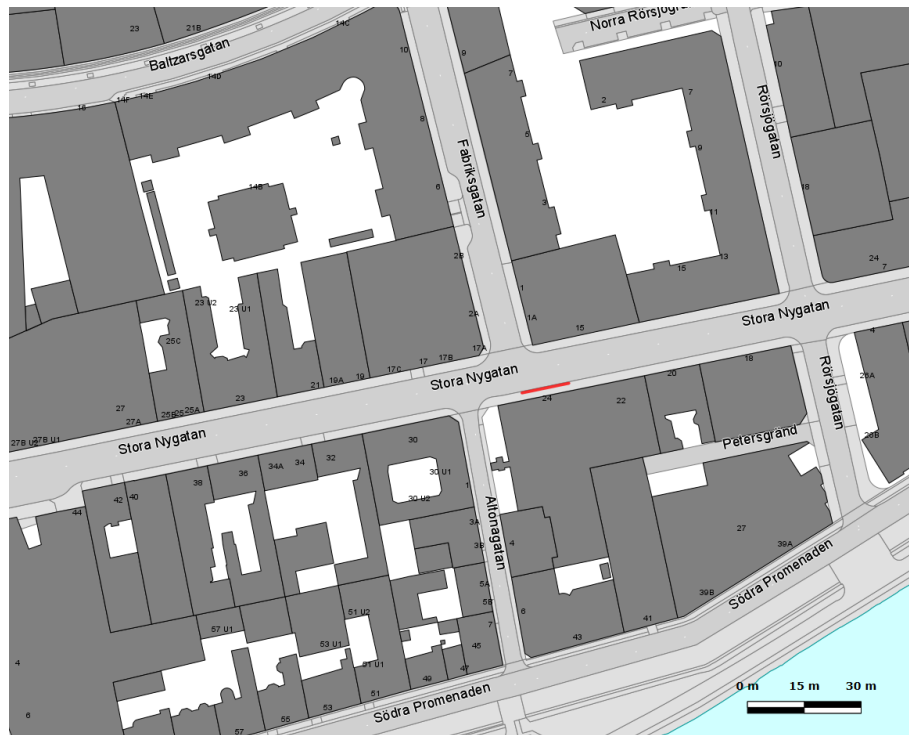 23
21B
14C
Norra Rörsjögra
Baltzarsgatan
10
9
14D
7
10
16
14F
14E
2
7
8
5
Fabriksgatan
Rörsjögatan
9
14B
6
18
3
11
2B
13
15
24
7
1
23 U2
23 U1
2A
1A
15
Stora Nygatan
4
25C
17A
17B
17
17C
19
19A
21
Stora Nygatan
20
18
Rörsjögatan
26A
23
24
22
27
27A
25B
25
25A
27B U2
27B U1
Stora Nygatan
30
Petersgränd
28B
32
34
34A
36
38
40
42
44
30 U1
30 U2
1
Altonagatan
3A
3B
4
27
39A
5A
5B
39B
Södra Promenaden
51 U2
57 U1
6
41
7
43
53 U1
45
51 U1
47
49
4
6
51
53
55
57
Södra Promenaden
0 m
15 m
30 m